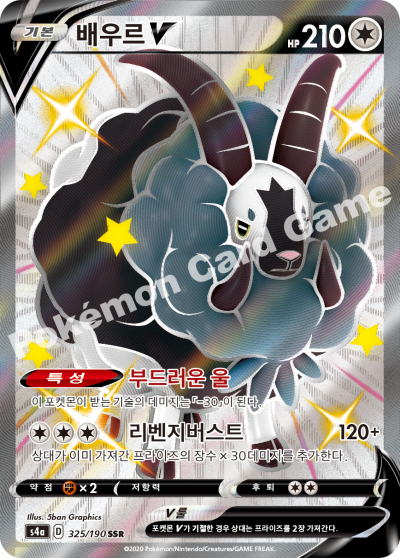 기본 배우르 V HP 210
Pokémon Card Game
특성 부드러운 울
이 포켓몬이 받는 기술의 데미지는 「-30」이 된다.
리벤지버스트 120+
상대가 이미 가져간 프라이즈의 장수 × 30데미지를 추가한다.
약점 ×2 저항력 후퇴
Illus. 5ban Graphics
s4a D 325/190 SSR
V 룰
포켓몬 V가 기절한 경우 상대는 프라이즈를 2장 가져간다.
©2020 Pokémon/Nintendo/Creatures/GAME FREAK.